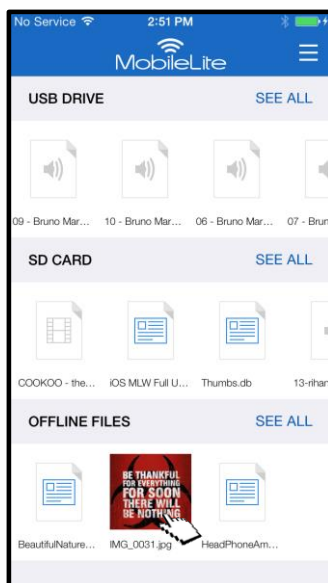 No Service 2:51 PM
MobileLite
USB DRIVE SEE ALL
09 - Bruno Mar... 10 - Bruno Mar... 06 - Bruno Mar... 07 - Brun
SD CARD SEE ALL
COOKOO - the... iOS MLW Full U... Thumbs.db 13-rihan
OFFLINE FILES SEE ALL
BE THANKFUL
FOR EVERYTHING
FOR SOON
THERE WILL
BE NOTHING
BeautifulNature... IMG_0031.jpg HeadPhoneAm...